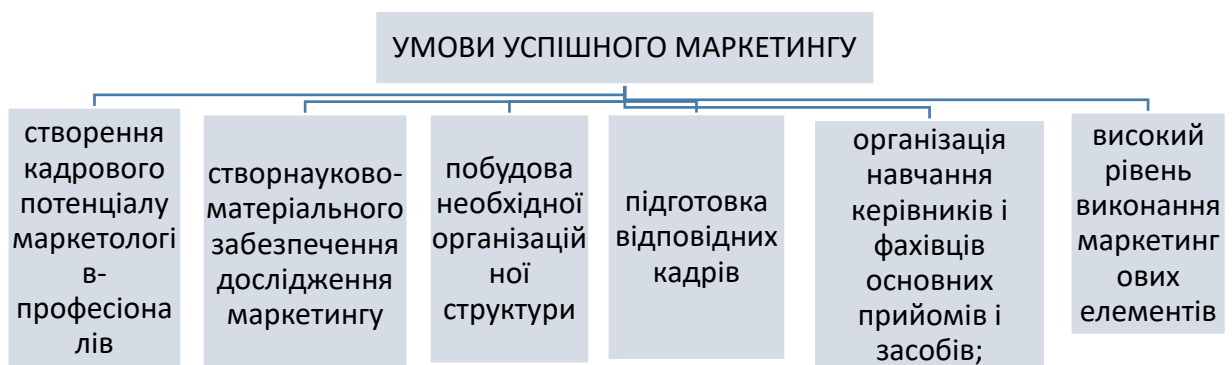 УМОВИ УСПІШНОГО МАРКЕТИНГУ
створення
кадрового
потенціалу
маркетологі
в-
професіона
лів
створнауково-
матеріального
забезпечення
дослідження
маркетингу
побудова
необхідної
організацій
ної
структури
підготовка
відповідних
кадрів
організація
навчання
керівників і
фахівців
основних
прийомів і
засобів;
високий
рівень
виконання
маркетинг
ових
елементів